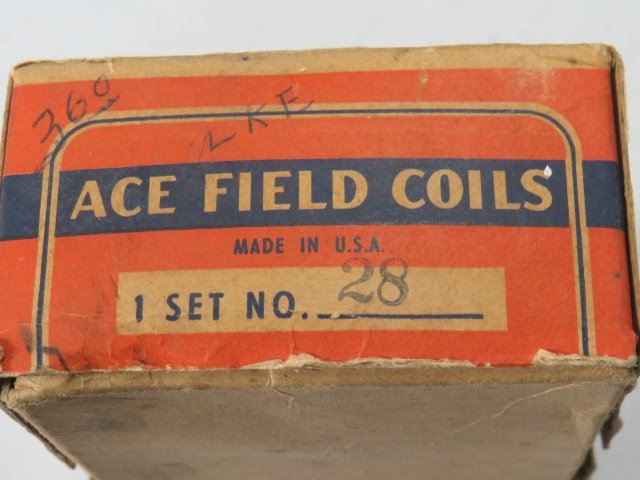 360
LKE
ACE FIELD COILS
MADE IN U.S.A.
1 SET NO. 28